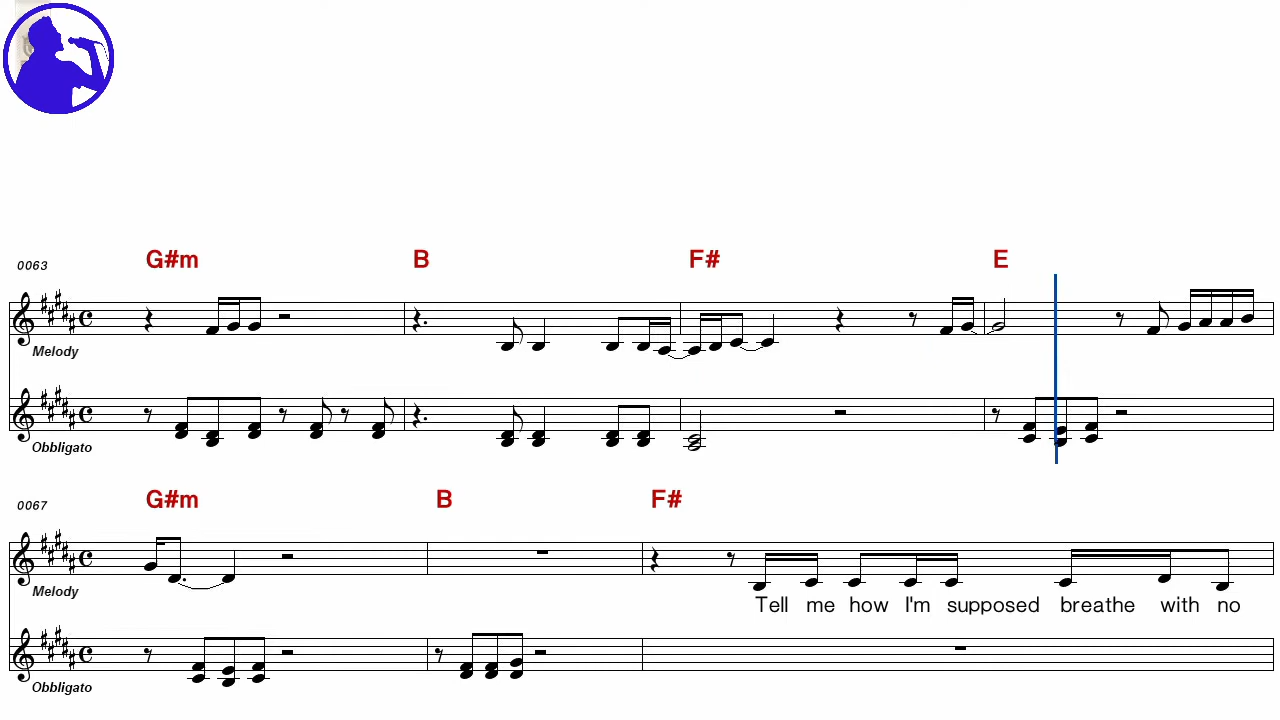 G#m B F# E
0063
Melody
Obbligato
G#m B F#
0067
Melody
Tell me how I'm supposed breathe with no
Obbligato